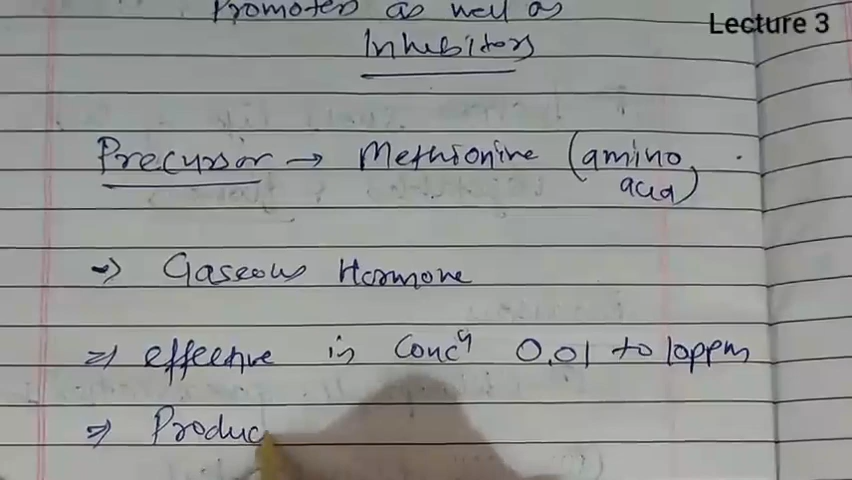 Promoters as well as
Lecture 3
Inhibitors
Precursor → Methionine (amino
acid)
→ Gaseous Hormone
⇒ effective in Concⁿ 0.01 to 10ppm
⇒ Produc